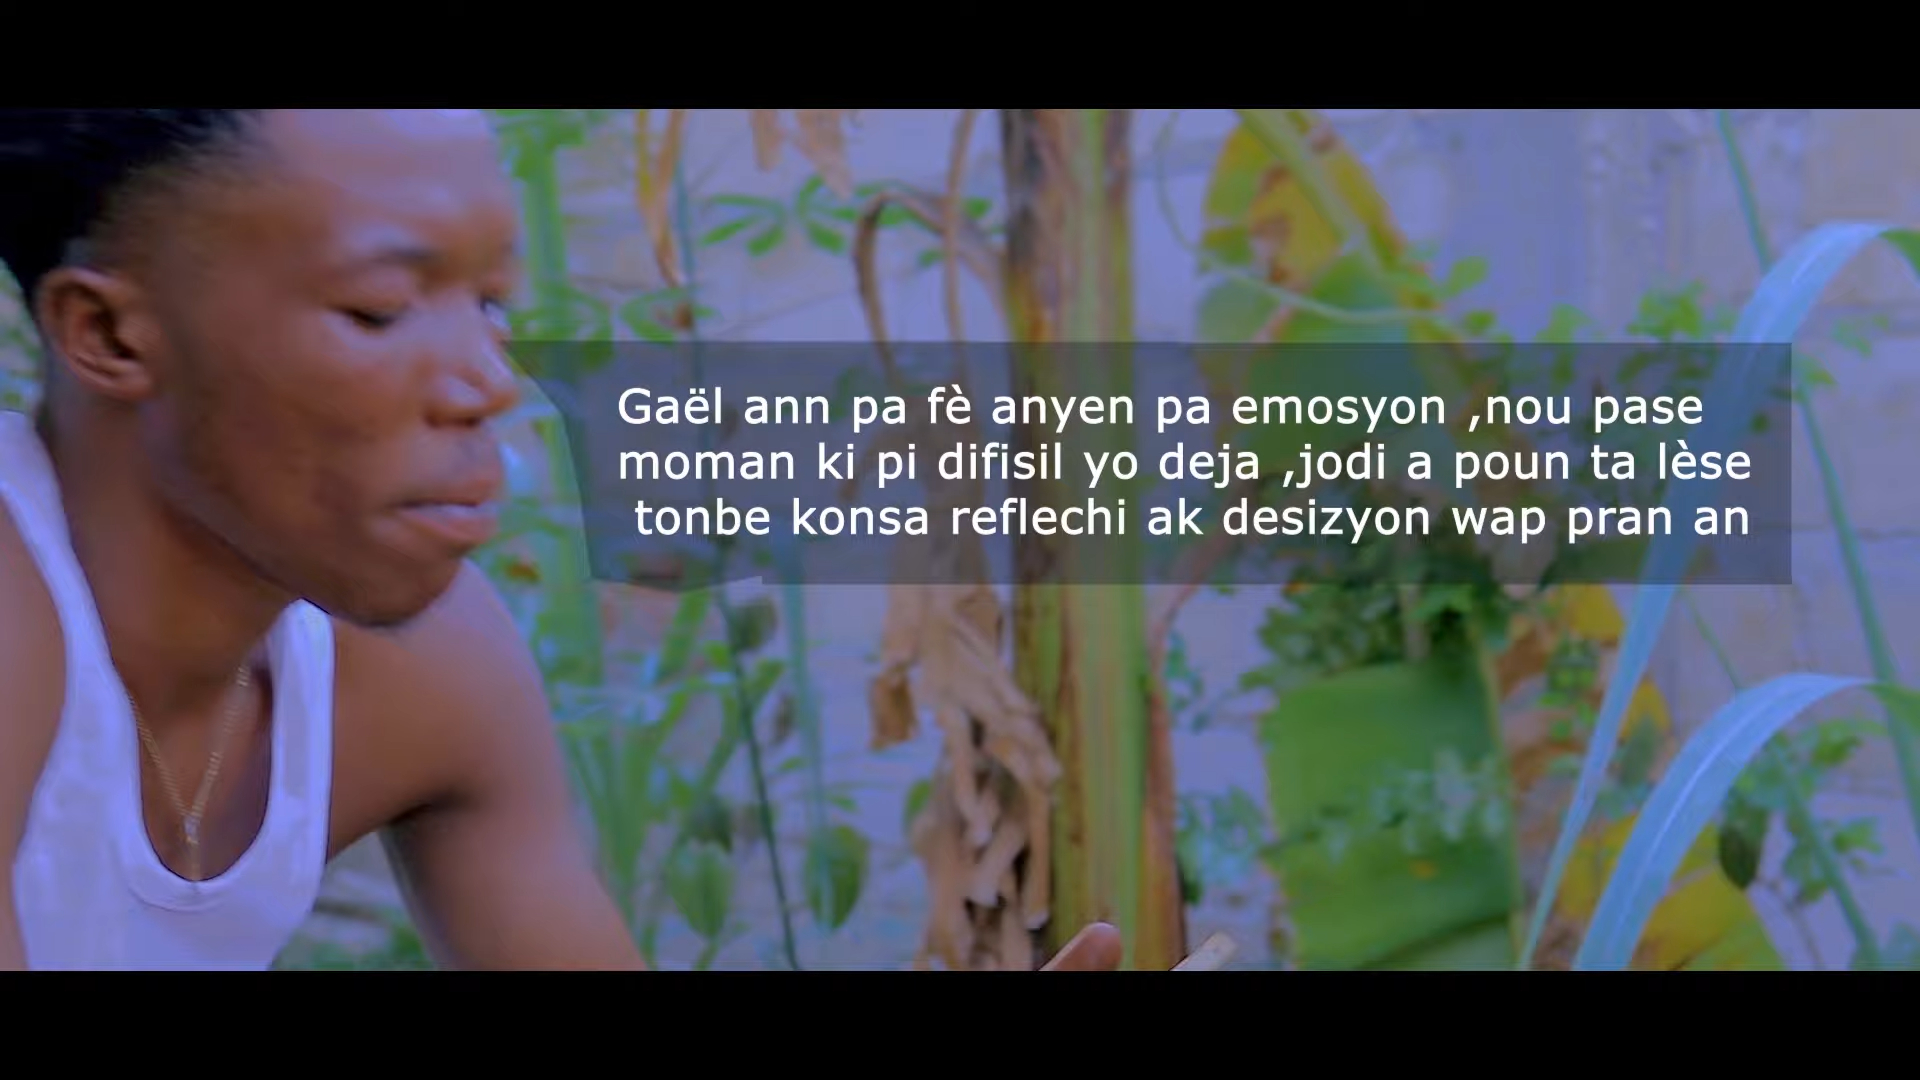 Gaël ann pa fè anyen pa emosyon ,nou pase
moman ki pi difisil yo deja ,jodi a poun ta lèse
tonbe konsa reflechi ak desizyon wap pran an